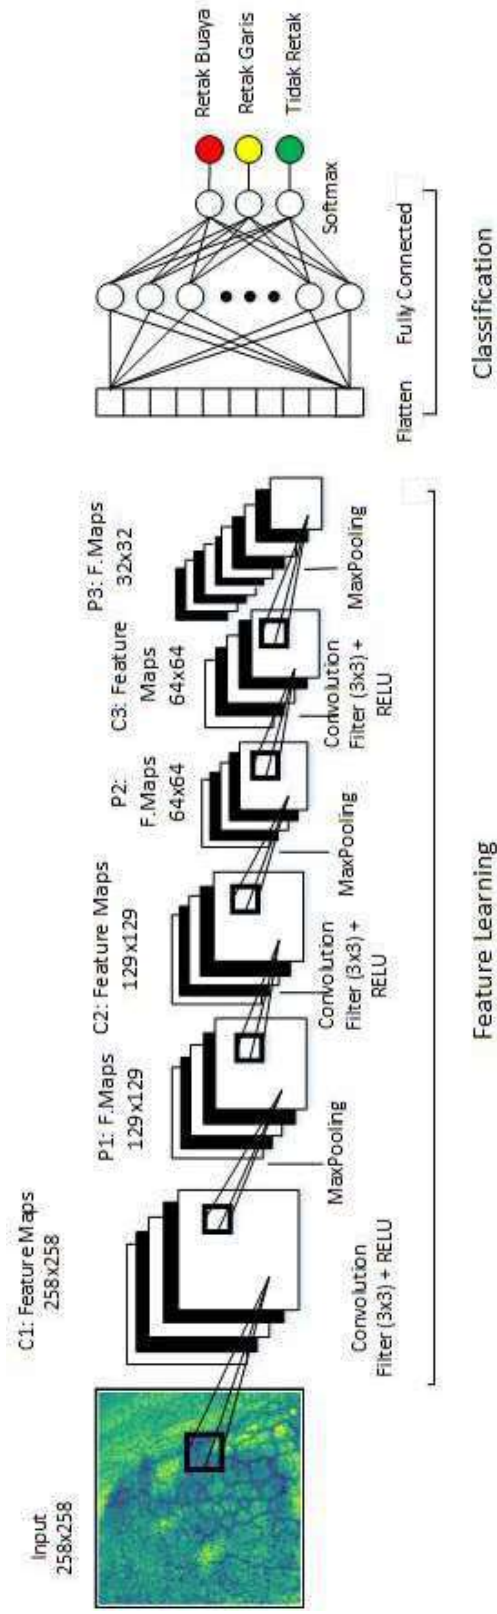 Input
258x258
C1: Feature Maps
258x258
Convolution
Filter (3x3) + RELU
P1: F.Maps
129x129
MaxPooling
C2: Feature Maps
129x129
Convolution
Filter (3x3) +
RELU
P2:
F.Maps
64x64
MaxPooling
C3: Feature
Maps
64x64
Convolution
Filter (3x3) +
RELU
P3: F.Maps
32x32
MaxPooling
Feature Learning
Flatten
Fully Connected
Softmax
Retak Buaya
Retak Garis
Tidak Retak
Classification